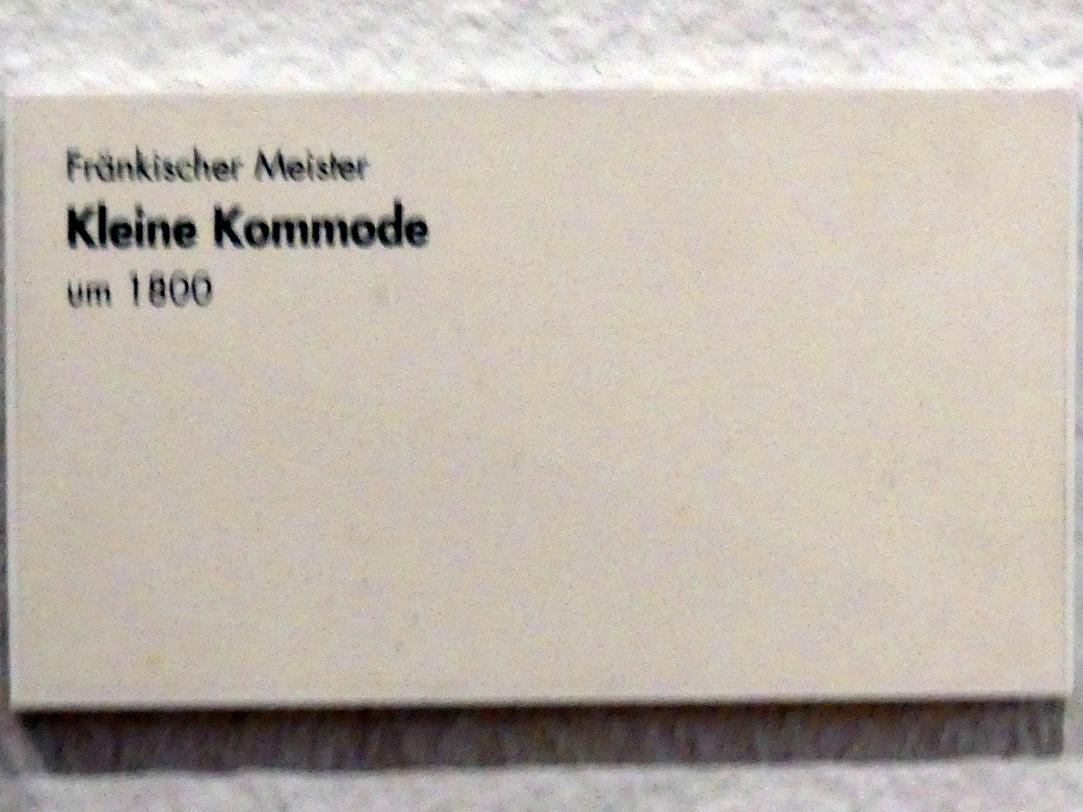 Fränkischer Meister
Kleine Kommode
um 1800